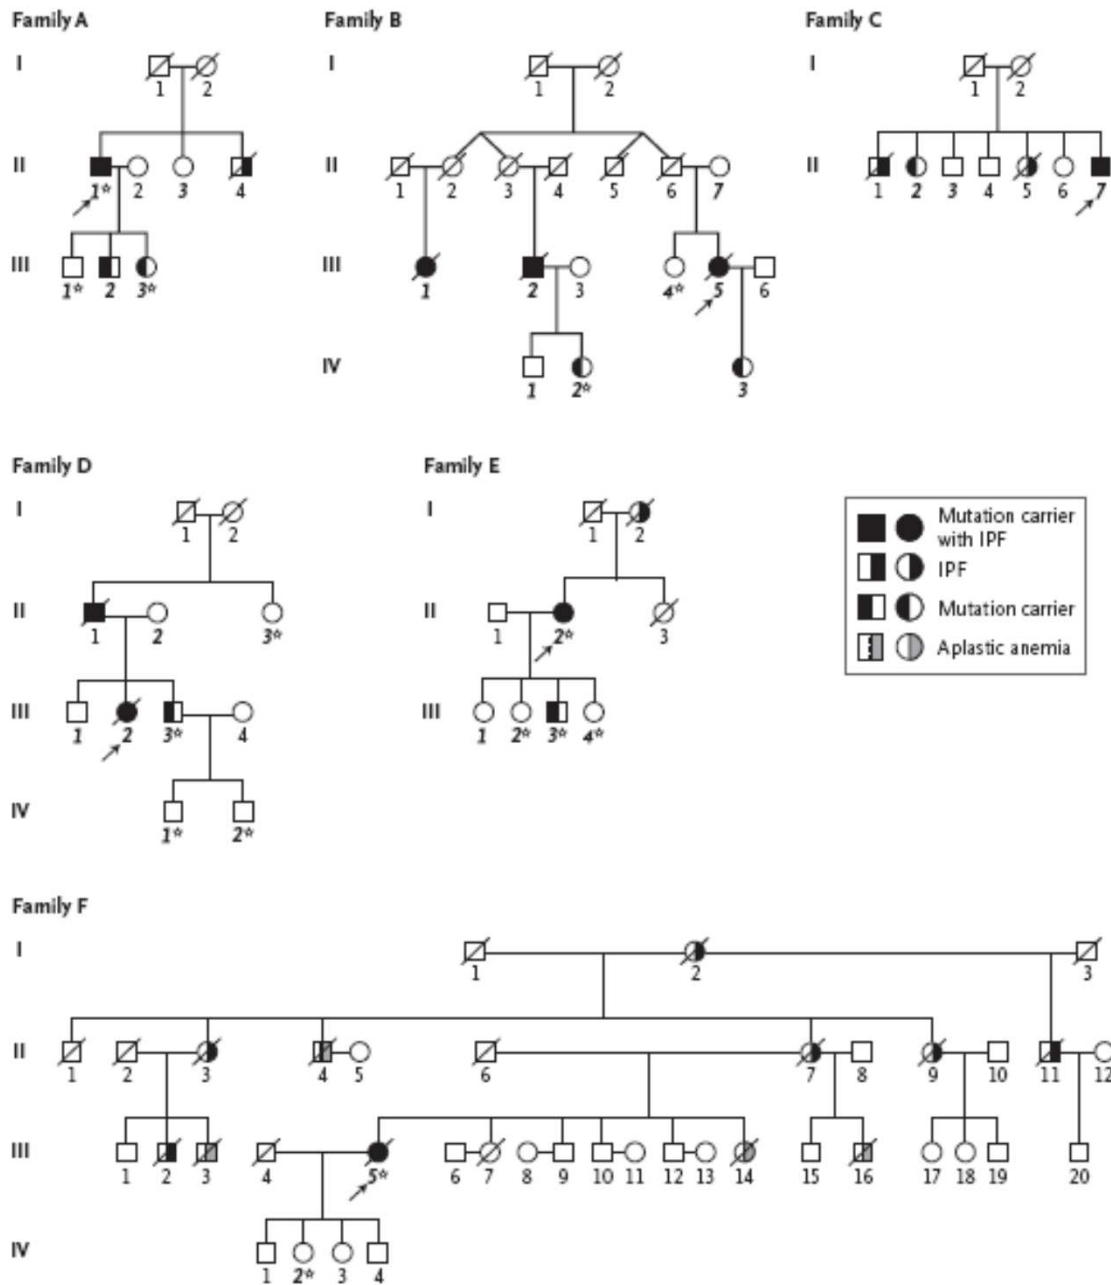 Family A
Family B
Family C
I
I
I
1 2
1 2
1 2
II
II
II
1* 2 3 4
1 2 3 4 5 6 7
1 2 3 4 5 6 7
III
III
1* 2 3*
1 2 3 4* 5 6
IV
1 2* 3
Family D
Family E
I
I
1 2
1 2
Mutation carrier
with IPF
IPF
Mutation carrier
Aplastic anemia
II
II
1 2 3*
1 2* 3
III
III
1 2 3* 4
1 2* 3* 4*
IV
1* 2*
Family F
I
1 2 3
II
1 2 3 4 5 6 7 8 9 10 11 12
III
1 2 3 4 5* 6 7 8 9 10 11 12 13 14 15 16 17 18 19 20
IV
1 2* 3 4